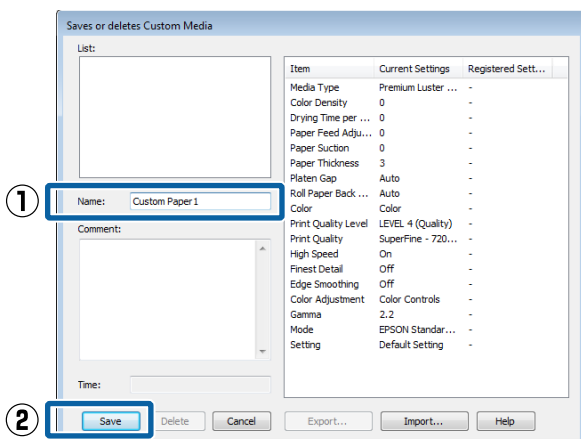 Saves or deletes Custom Media
List:
Item Current Settings Registered Sett...
Media Type Premium Luster ... -
Color Density 0 -
Drying Time per ... 0 -
Paper Feed Adju... 0 -
Paper Suction 0 -
Paper Thickness 3 -
Platen Gap Auto -
Roll Paper Back ... Auto -
Color Color -
Print Quality Level LEVEL 4 (Quality) -
Print Quality SuperFine - 720... -
High Speed On -
Finest Detail Off -
Edge Smoothing Off -
Color Adjustment Color Controls -
Gamma 2.2 -
Mode EPSON Standar... -
Setting Default Setting -
① Name: Custom Paper1
Comment:
Time:
② Save Delete Cancel Export... Import... Help